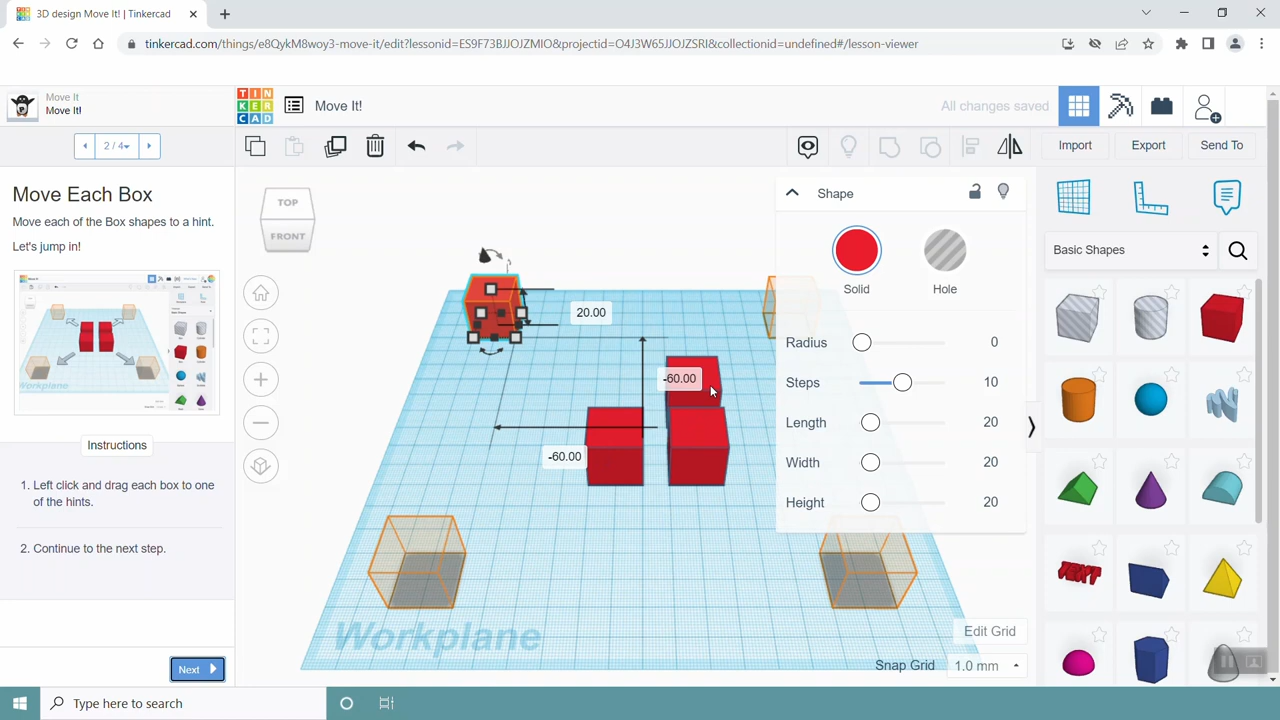 3D design Move It! | Tinkercad
tinkercad.com/things/e8QykM8woy3-move-it/edit?lessonid=ES9F73BJJOJZMIO&projectid=O4J3W65JJOJZSRI&collectionid=undefined#/lesson-viewer
Move It
Move It!
TIN
KER
CAD
Move It!
All changes saved
2 / 4
Import
Export
Send To
Move Each Box
Move each of the Box shapes to a hint.
Let's jump in!
Workplane
Instructions
1. Left click and drag each box to one
of the hints.
2. Continue to the next step.
Next
TOP
FRONT
20.00
-60.00
-60.00
Workplane
Shape
Solid
Hole
Radius 0
Steps 10
Length 20
Width 20
Height 20
Edit Grid
Snap Grid 1.0 mm
Basic Shapes
TEXT
Type here to search